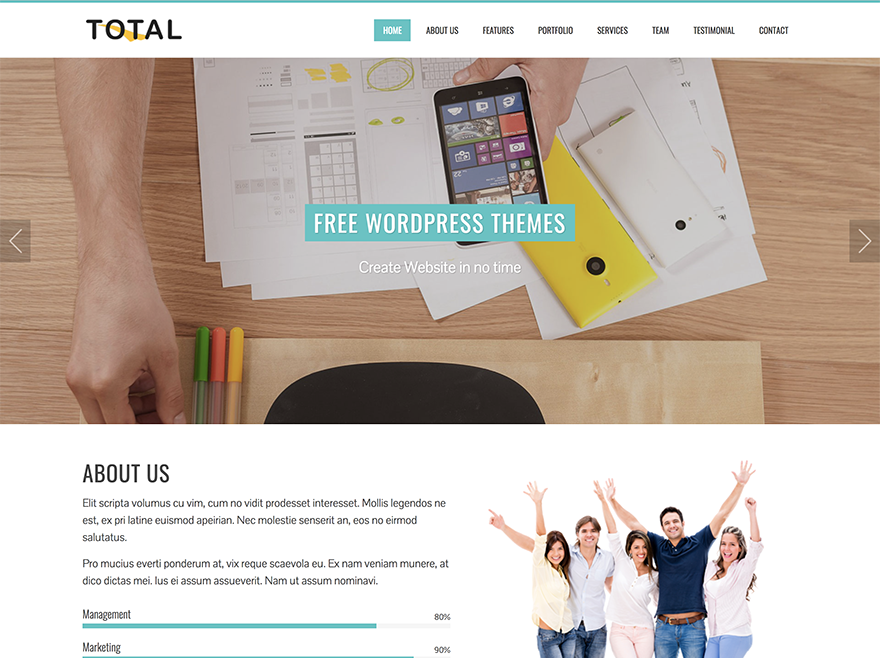 TOTAL
HOME ABOUT US FEATURES PORTFOLIO SERVICES TEAM TESTIMONIAL CONTACT
FREE WORDPRESS THEMES
Create Website in no time
ABOUT US
Elit scripta volumus cu vim, cum no vidit prodesset interesset. Mollis legendos ne
est, ex pri latine euismod apeirian. Nec molestie senserit an, eos no eirmod
salutatus.
Pro mucius everti ponderum at, vix reque scaevola eu. Ex nam veniam munere, at
dico dictas mei. Ius ei assum assueverit. Nam ut assum nominavi.
Management 80%
Marketing 90%